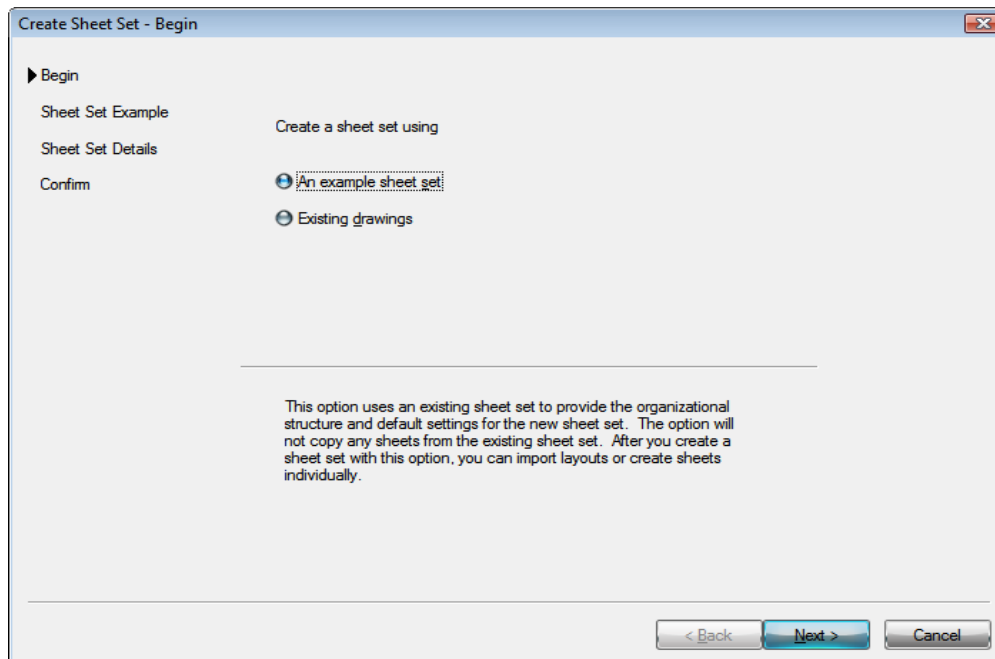 Create Sheet Set - Begin
Begin
Sheet Set Example
Sheet Set Details
Confirm
Create a sheet set using
An example sheet set
Existing drawings
This option uses an existing sheet set to provide the organizational
structure and default settings for the new sheet set. The option will
not copy any sheets from the existing sheet set. After you create a
sheet set with this option, you can import layouts or create sheets
individually.
< Back Next > Cancel